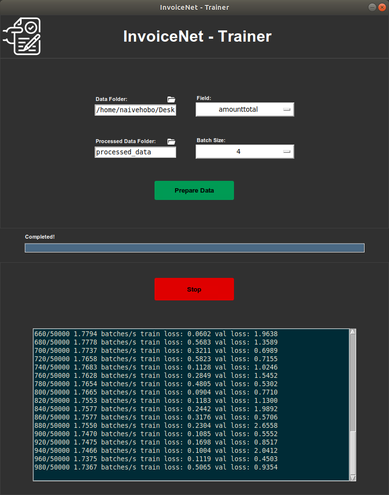 InvoiceNet - Trainer
InvoiceNet - Trainer
Data Folder:
Field:
/home/naivehobo/Desk
amounttotal
Processed Data Folder:
Batch Size:
processed_data
4
Prepare Data
Completed!
Stop
660/50000 1.7794 batches/s train loss: 0.0602 val loss: 1.9638
680/50000 1.7778 batches/s train loss: 0.5683 val loss: 1.3589
700/50000 1.7737 batches/s train loss: 0.3211 val loss: 0.6989
720/50000 1.7658 batches/s train loss: 0.5823 val loss: 0.7155
740/50000 1.7683 batches/s train loss: 0.1128 val loss: 1.0246
760/50000 1.7628 batches/s train loss: 0.2849 val loss: 1.5452
780/50000 1.7654 batches/s train loss: 0.4805 val loss: 0.5302
800/50000 1.7665 batches/s train loss: 0.0904 val loss: 0.7710
820/50000 1.7553 batches/s train loss: 0.1183 val loss: 1.1300
840/50000 1.7577 batches/s train loss: 0.2442 val loss: 1.9892
860/50000 1.7577 batches/s train loss: 0.3176 val loss: 0.5706
880/50000 1.7550 batches/s train loss: 0.2304 val loss: 2.6558
900/50000 1.7470 batches/s train loss: 0.1085 val loss: 0.5552
920/50000 1.7475 batches/s train loss: 0.1698 val loss: 0.8517
940/50000 1.7466 batches/s train loss: 0.1004 val loss: 2.0412
960/50000 1.7375 batches/s train loss: 0.1119 val loss: 0.4503
980/50000 1.7367 batches/s train loss: 0.5065 val loss: 0.9354